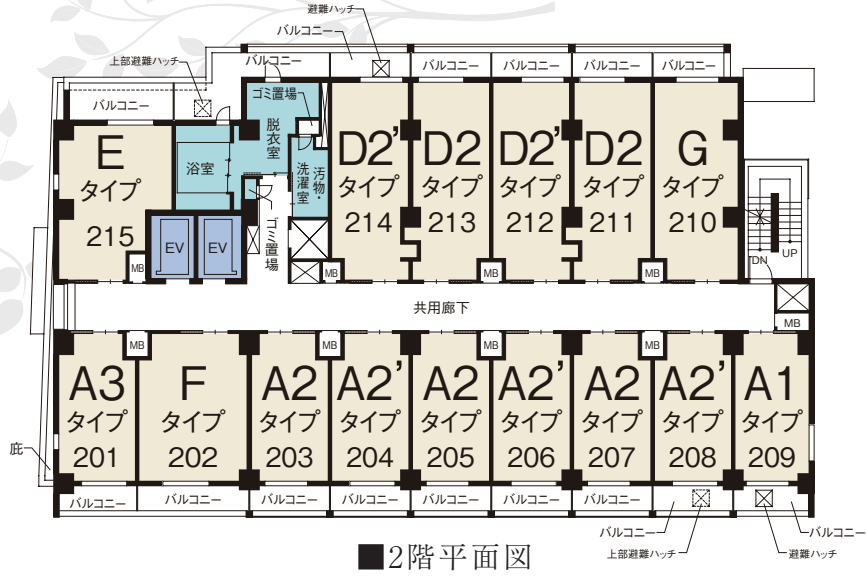 避難ハッチ
バルコニー
上部避難ハッチ
バルコニー
バルコニー
バルコニー
バルコニー
バルコニー
バルコニー
ゴミ置場
脱衣室
浴室
汚物・
洗濯室
ゴミ置場
EV
EV
E
タイプ
215
D2'
タイプ
214
D2
タイプ
213
D2'
タイプ
212
D2
タイプ
211
G
タイプ
210
DN
UP
MB
MB
MB
MB
共用廊下
MB
MB
MB
MB
MB
A3
タイプ
201
F
タイプ
202
A2
タイプ
203
A2'
タイプ
204
A2
タイプ
205
A2'
タイプ
206
A2
タイプ
207
A2'
タイプ
208
A1
タイプ
209
庇
バルコニー
バルコニー
バルコニー
バルコニー
バルコニー
バルコニー
バルコニー
バルコニー
バルコニー
上部避難ハッチ
避難ハッチ
■2階平面図